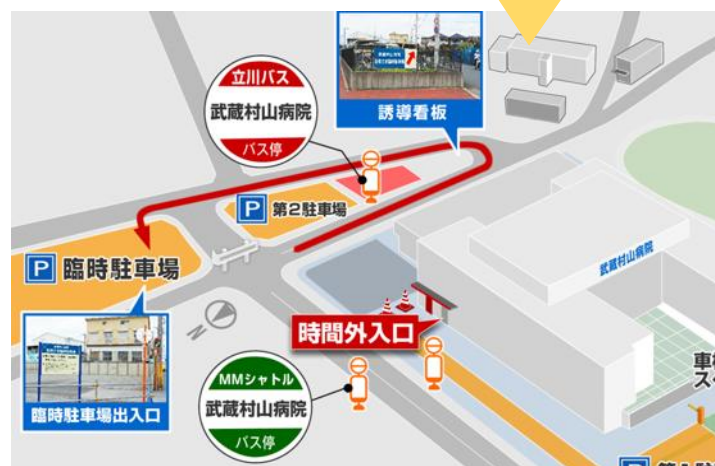 立川バス
武蔵村山病院
バス停
誘導看板
P 第2駐車場
P 臨時駐車場
武蔵村山病院
N
時間外入口
臨時駐車場出入口
MMシャトル
武蔵村山病院
バス停